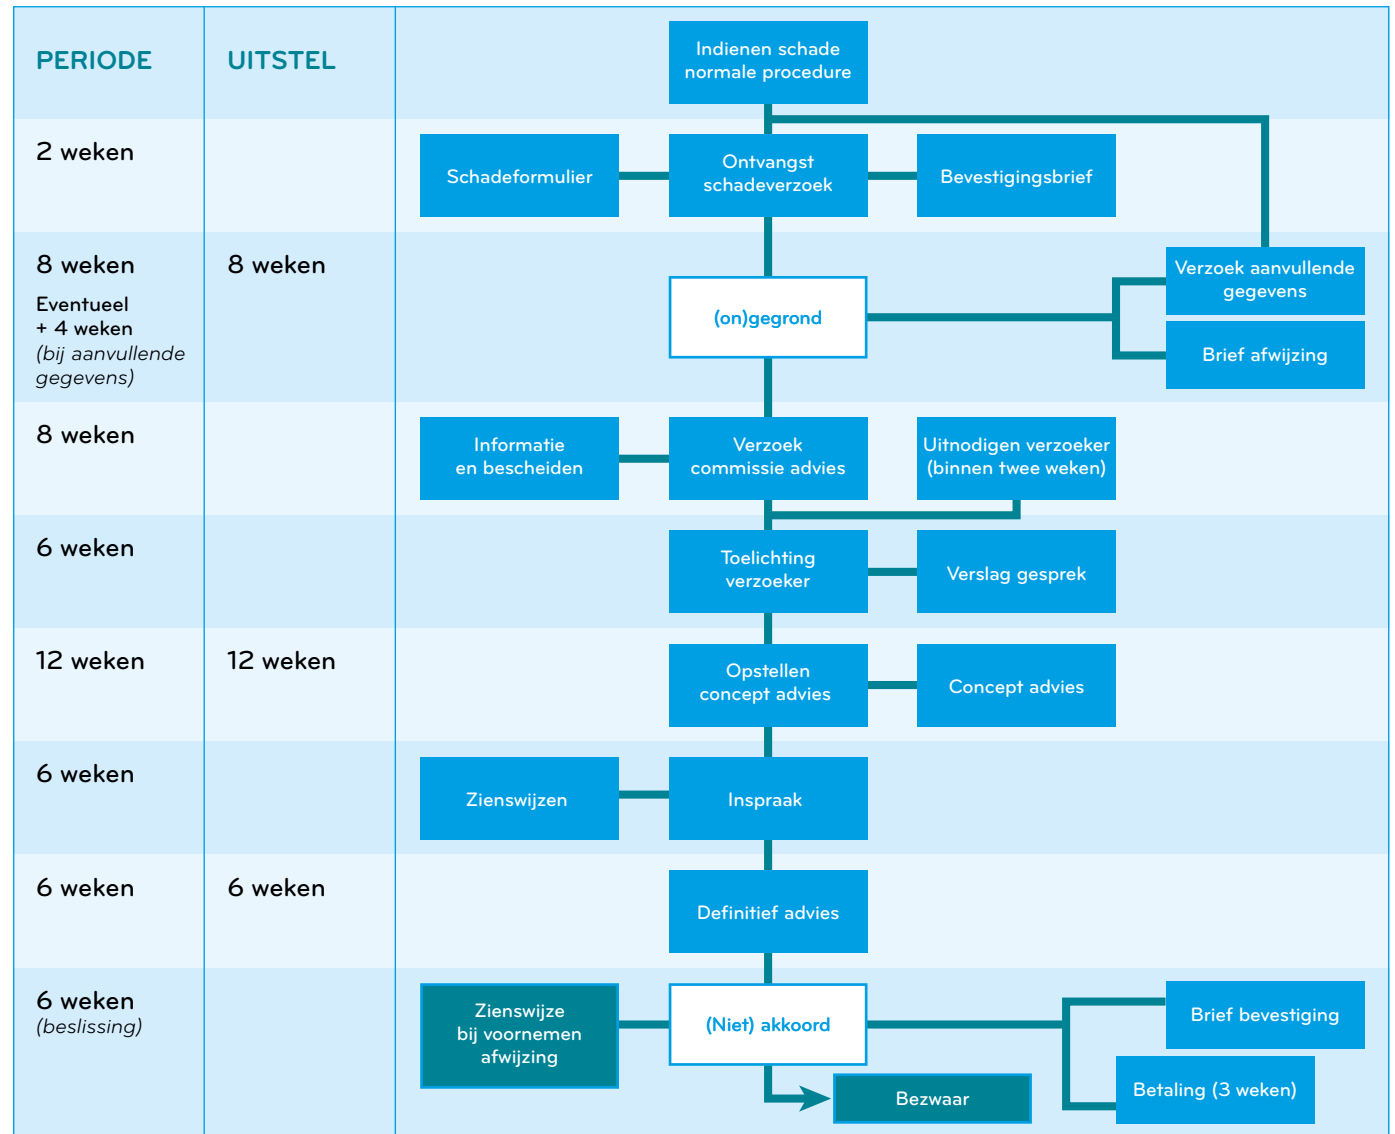 PERIODE
UITSTEL
Indienen schade
normale procedure
2 weken
Schadeformulier
Ontvangst
schadeverzoek
Bevestigingsbrief
8 weken
Eventueel
+ 4 weken
(bij aanvullende
gegevens)
8 weken
(on)gegrond
Verzoek aanvullende
gegevens
Brief afwijzing
8 weken
Informatie
en bescheiden
Verzoek
commissie advies
Uitnodigen verzoeker
(binnen twee weken)
6 weken
Toelichting
verzoeker
Verslag gesprek
12 weken
12 weken
Opstellen
concept advies
Concept advies
6 weken
Zienswijzen
Inspraak
6 weken
6 weken
Definitief advies
6 weken
(beslissing)
Zienswijze
bij voornemen
afwijzing
(Niet) akkoord
Brief bevestiging
Betaling (3 weken)
Bezwaar